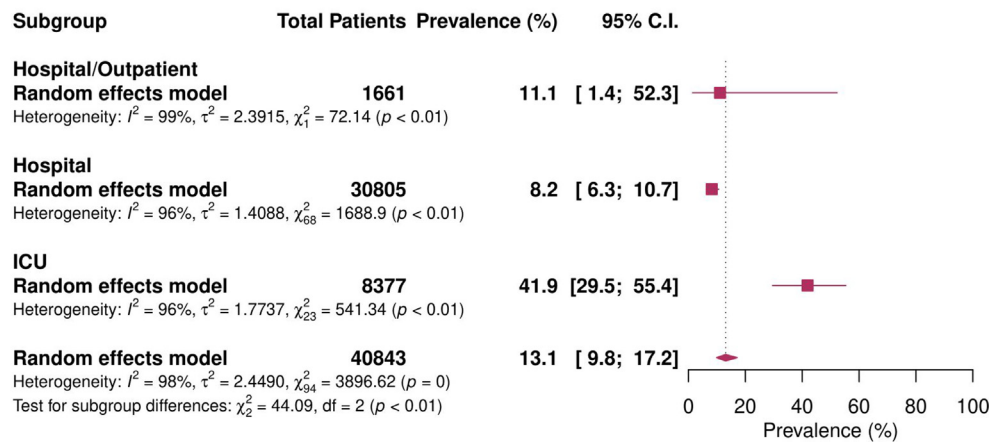 Subgroup Total Patients Prevalence (%) 95% C.I.
Hospital/Outpatient
Random effects model 1661 11.1 [ 1.4; 52.3]
Heterogeneity: I² = 99%, τ² = 2.3915, χ²₁ = 72.14 (p < 0.01)
Hospital
Random effects model 30805 8.2 [ 6.3; 10.7]
Heterogeneity: I² = 96%, τ² = 1.4088, χ²₆₈ = 1688.9 (p < 0.01)
ICU
Random effects model 8377 41.9 [29.5; 55.4]
Heterogeneity: I² = 96%, τ² = 1.7737, χ²₂₃ = 541.34 (p < 0.01)
Random effects model 40843 13.1 [ 9.8; 17.2]
Heterogeneity: I² = 98%, τ² = 2.4490, χ²₉₄ = 3896.62 (p = 0)
Test for subgroup differences: χ²₂ = 44.09, df = 2 (p < 0.01)
0 20 40 60 80 100
Prevalence (%)